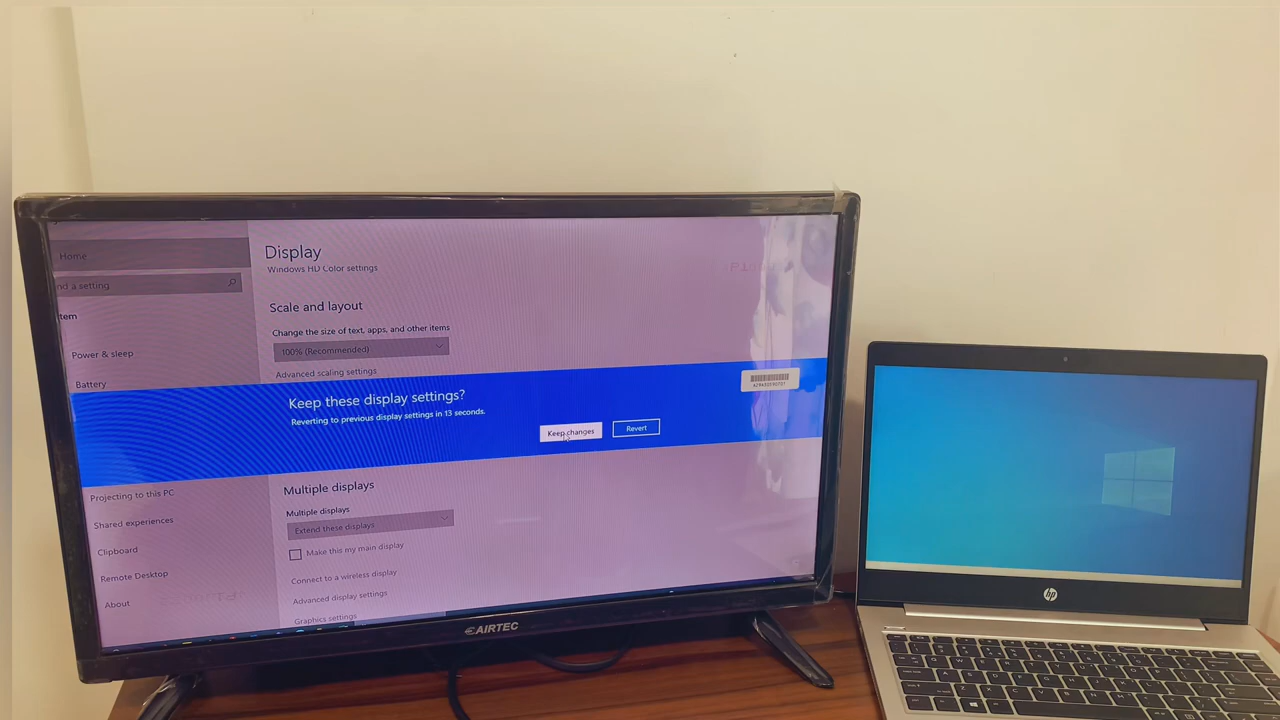 Home
nd a setting
tem
Power & sleep
Battery
Projecting to this PC
Shared experiences
Clipboard
Remote Desktop
About
Display
Windows HD Color settings
Scale and layout
Change the size of text, apps, and other items
100% (Recommended)
Advanced scaling settings
Keep these display settings?
Reverting to previous display settings in 13 seconds.
Keep changes
Revert
Multiple displays
Multiple displays
Extend these displays
Make this my main display
Connect to a wireless display
Advanced display settings
Graphics settings
AIRTEC
hp